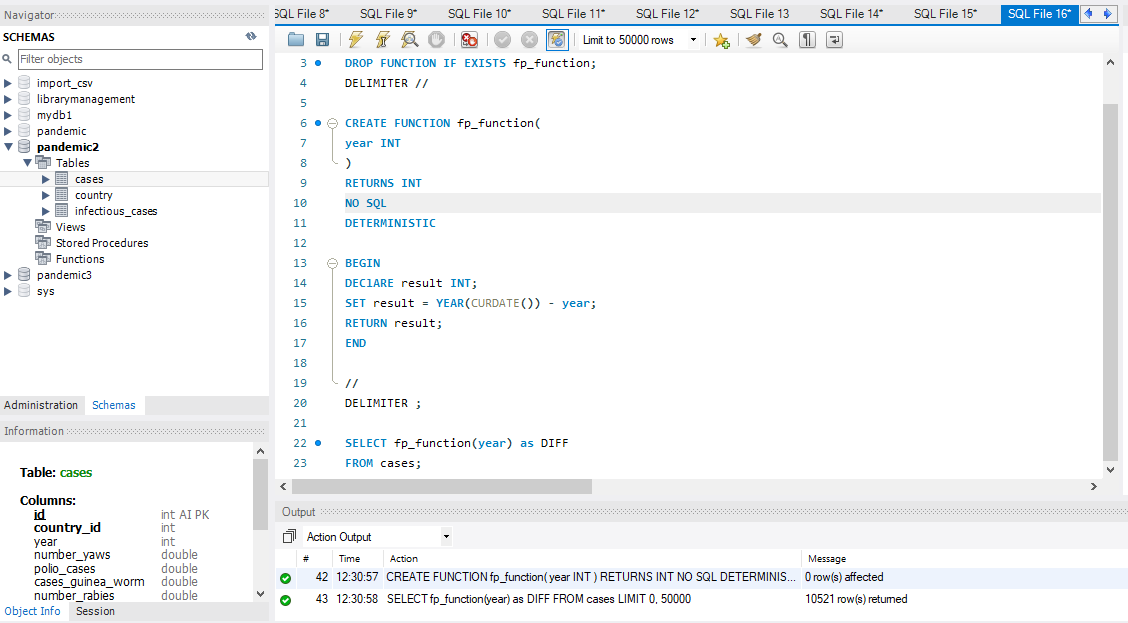 Navigator
SCHEMAS
Filter objects
import_csv
librarymanagement
mydb1
pandemic
pandemic2
Tables
cases
country
infectious_cases
Views
Stored Procedures
Functions
pandemic3
sys
Administration Schemas
Information
Table: cases
Columns:
id int AI PK
country_id int
year int
number_yaws double
polio_cases double
cases_guinea_worm double
number_rabies double
Object Info Session
SQL File 8* SQL File 9* SQL File 10* SQL File 11* SQL File 12* SQL File 13 SQL File 14* SQL File 15* SQL File 16*
Limit to 50000 rows
3 DROP FUNCTION IF EXISTS fp_function;
4 DELIMITER //
5
6 CREATE FUNCTION fp_function(
7 year INT
8 )
9 RETURNS INT
10 NO SQL
11 DETERMINISTIC
12
13 BEGIN
14 DEClARE result INT;
15 SET result = YEAR(CURDATE()) - year;
16 RETURN result;
17 END
18
19 //
20 DELIMITER ;
21
22 SELECT fp_function(year) as DIFF
23 FROM cases;
Output
Action Output
# Time Action Message
42 12:30:57 CREATE FUNCTION fp_function( year INT ) RETURNS INT NO SQL DETERMINIS... 0 row(s) affected
43 12:30:58 SELECT fp_function(year) as DIFF FROM cases LIMIT 0, 50000 10521 row(s) returned